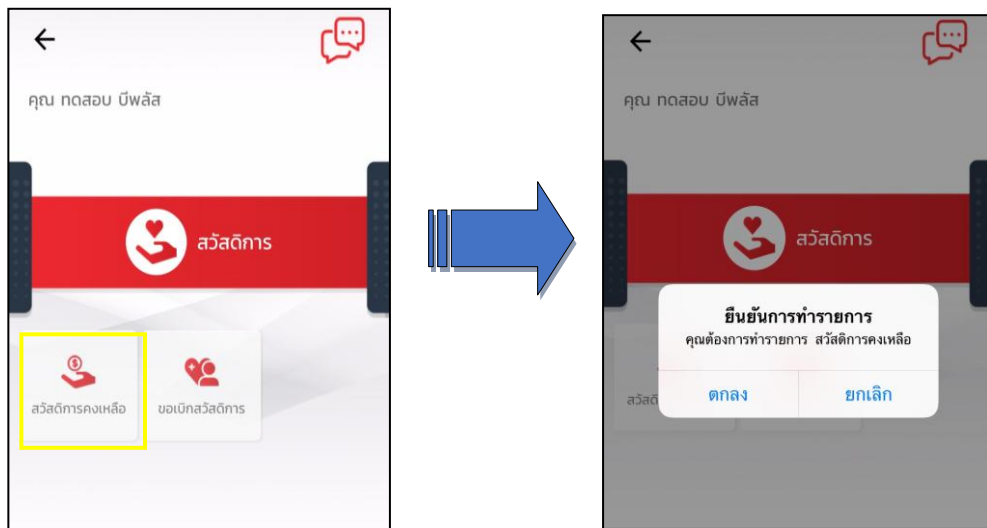 คุณ ทดสอบ บีพลัส
สวัสดิการ
สวัสดิการคงเหลือ
ขอเบิกสวัสดิการ
คุณ ทดสอบ บีพลัส
สวัสดิการ
ยืนยันการทำรายการ
คุณต้องการทำรายการ สวัสดิการคงเหลือ
สวัสดิ
ตกลง
ยกเลิก